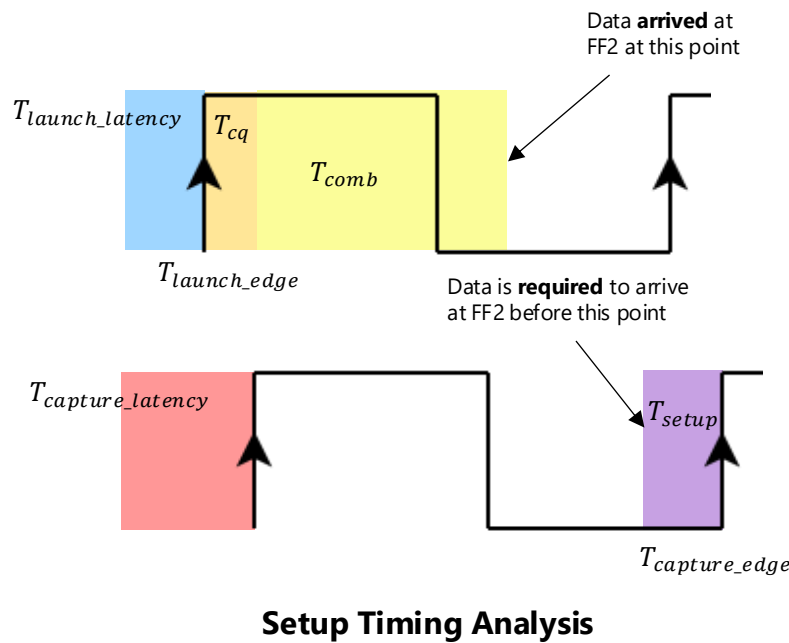 Data arrived at
FF2 at this point
T_launch_latency
T_cq
T_comb
T_launch_edge
Data is required to arrive
at FF2 before this point
T_capture_latency
T_setup
T_capture_edge
Setup Timing Analysis